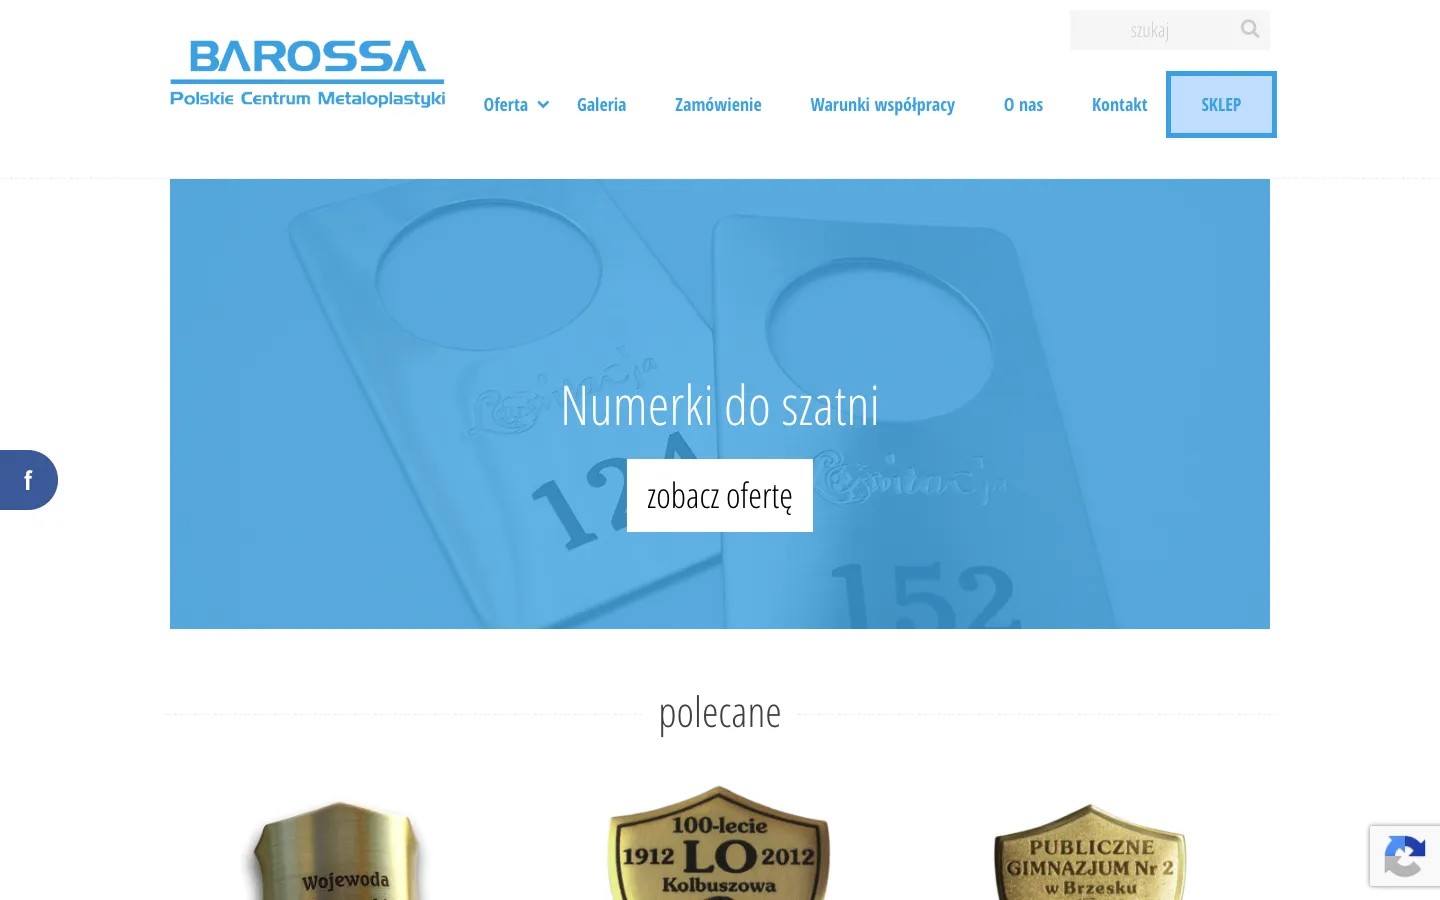 szukaj
BAROSSA
Polskie Centrum Metaloplastyki
Oferta
Galeria
Zamówienie
Warunki współpracy
O nas
Kontakt
SKLEP
Numerki do szatni
124
zobacz ofertę
152
f
polecane
Wojewoda
100-lecie
1912 LO 2012
Kolbuszowa
PUBLICZNE
GIMNAZJUM Nr 2
w Brzesku